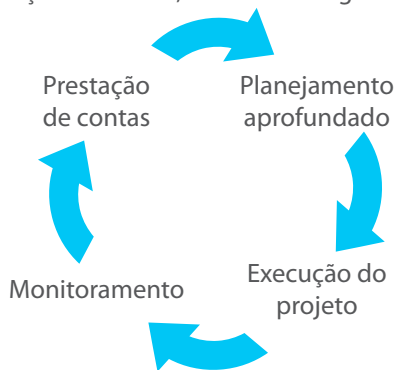 Prestação
de contas
Planejamento
aprofundado
Execução do
projeto
Monitoramento